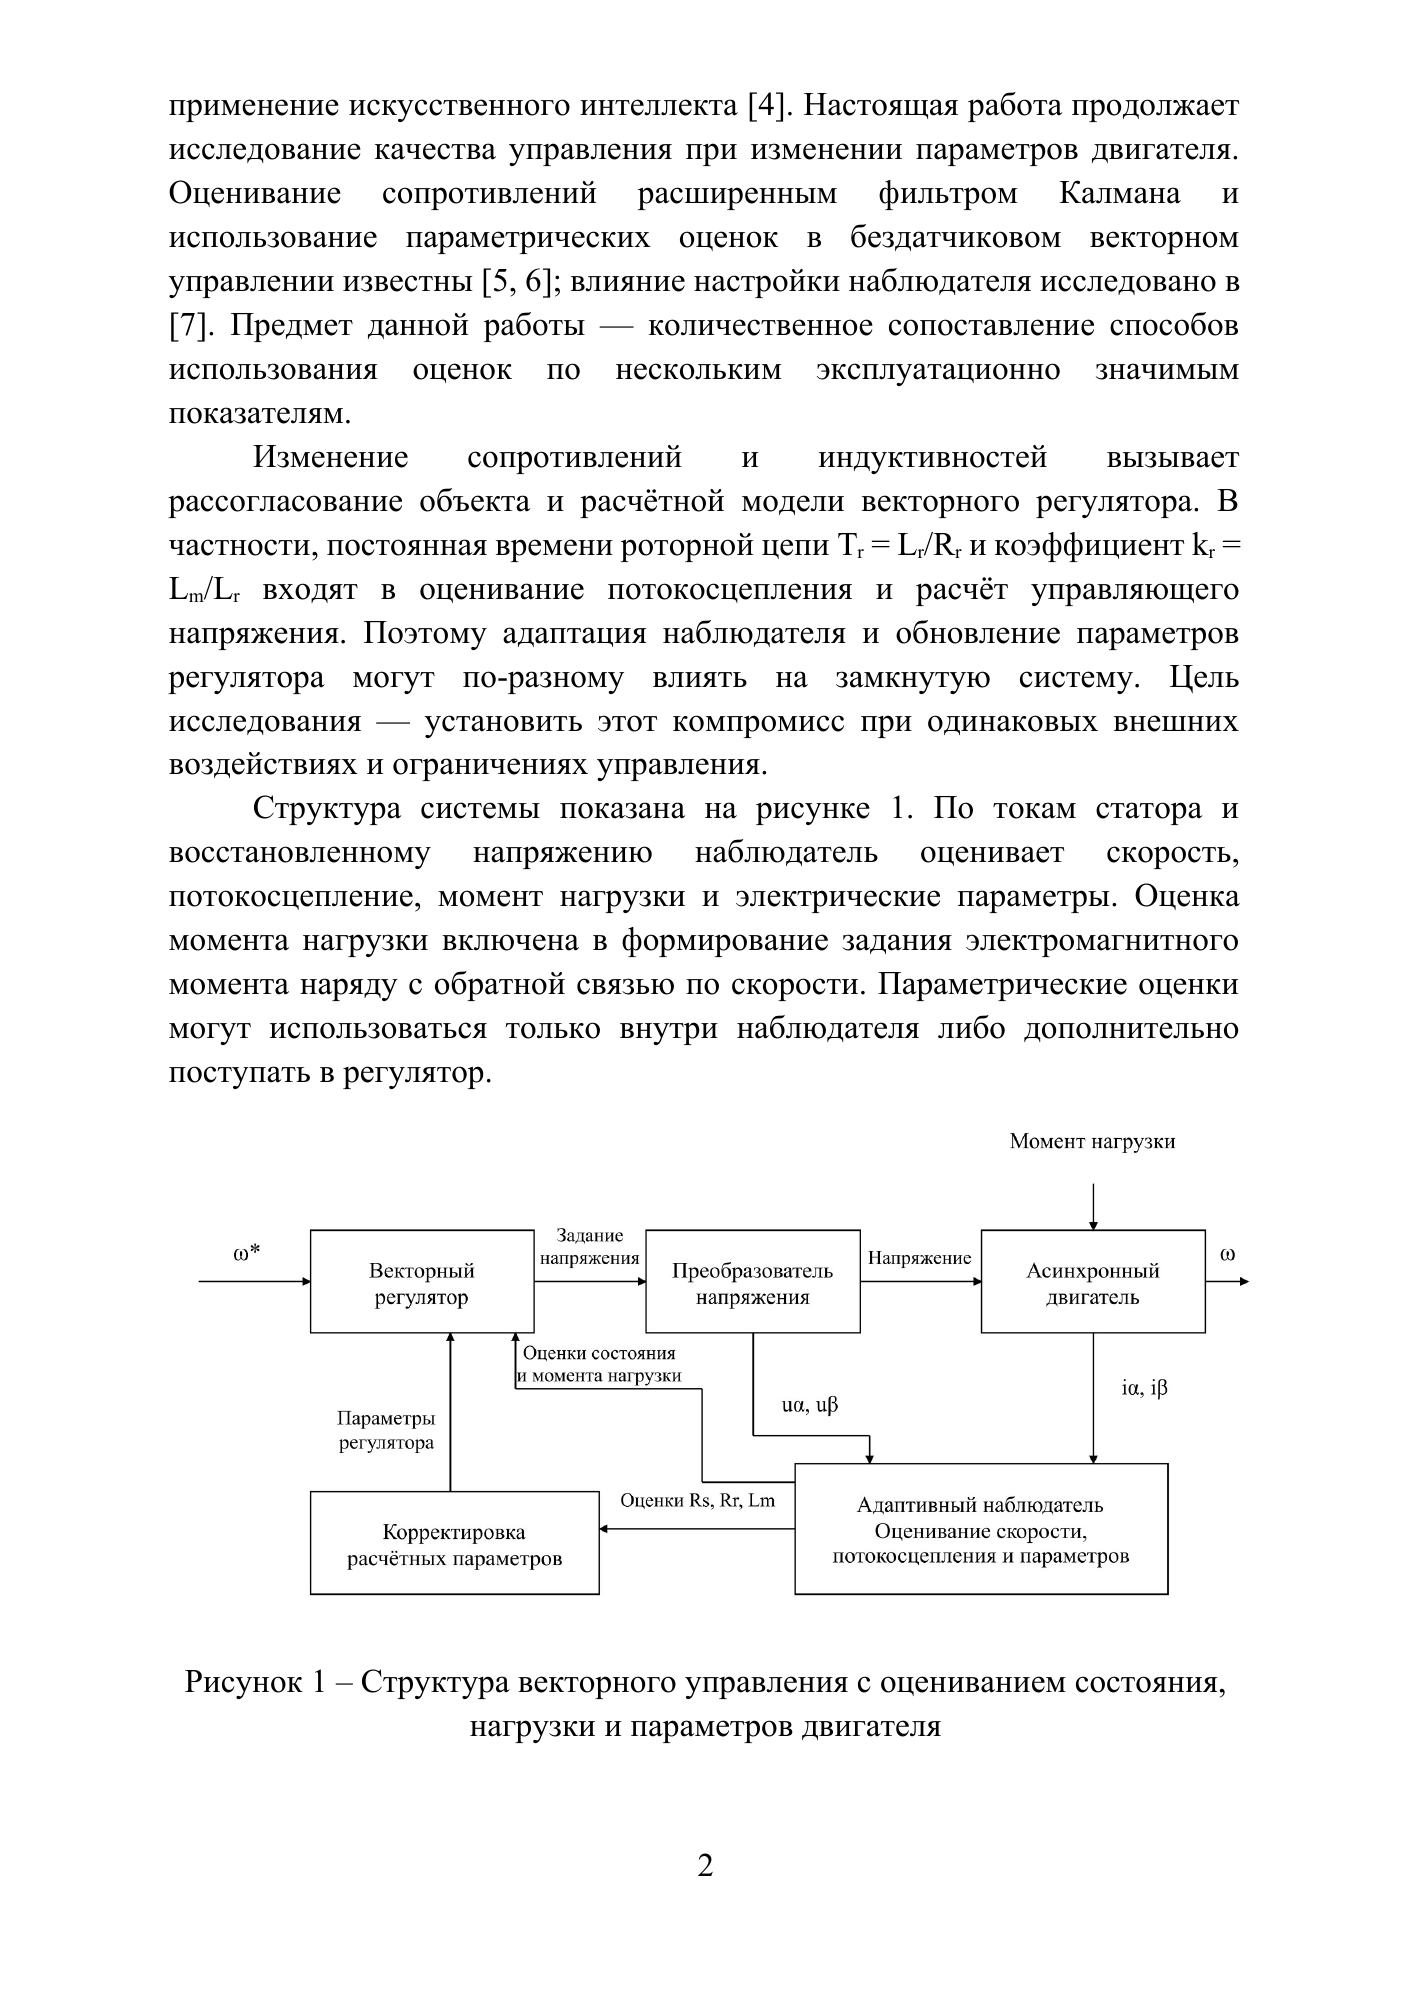 применение искусственного интеллекта [4]. Настоящая работа продолжает
исследование качества управления при изменении параметров двигателя.
Оценивание сопротивлений расширенным фильтром Калмана и
использование параметрических оценок в бездатчиковом векторном
управлении известны [5, 6]; влияние настройки наблюдателя исследовано в
[7]. Предмет данной работы — количественное сопоставление способов
использования оценок по нескольким эксплуатационно значимым
показателям.
Изменение сопротивлений и индуктивностей вызывает
рассогласование объекта и расчётной модели векторного регулятора. В
частности, постоянная времени роторной цепи Tr = Lr/Rr и коэффициент kr =
Lm/Lr входят в оценивание потокосцепления и расчёт управляющего
напряжения. Поэтому адаптация наблюдателя и обновление параметров
регулятора могут по-разному влиять на замкнутую систему. Цель
исследования — установить этот компромисс при одинаковых внешних
воздействиях и ограничениях управления.
Структура системы показана на рисунке 1. По токам статора и
восстановленному напряжению наблюдатель оценивает скорость,
потокосцепление, момент нагрузки и электрические параметры. Оценка
момента нагрузки включена в формирование задания электромагнитного
момента наряду с обратной связью по скорости. Параметрические оценки
могут использоваться только внутри наблюдателя либо дополнительно
поступать в регулятор.
Момент нагрузки
ω*
Векторный
регулятор
Задание
напряжения
Преобразователь
напряжения
Напряжение
Асинхронный
двигатель
ω
Оценки состояния
и момента нагрузки
uα, uβ
iα, iβ
Параметры
регулятора
Оценки Rs, Rr, Lm
Корректировка
расчётных параметров
Адаптивный наблюдатель
Оценивание скорости,
потокосцепления и параметров
Рисунок 1 – Структура векторного управления с оцениванием состояния,
нагрузки и параметров двигателя
2